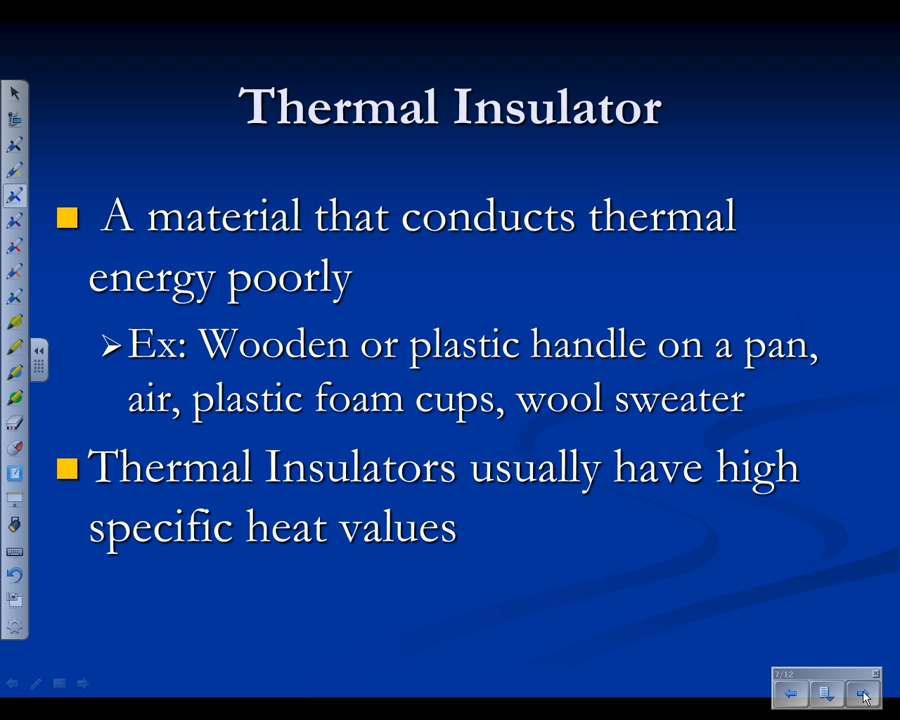 Thermal Insulator
A material that conducts thermal
energy poorly
Ex: Wooden or plastic handle on a pan,
air, plastic foam cups, wool sweater
Thermal Insulators usually have high
specific heat values
7/12